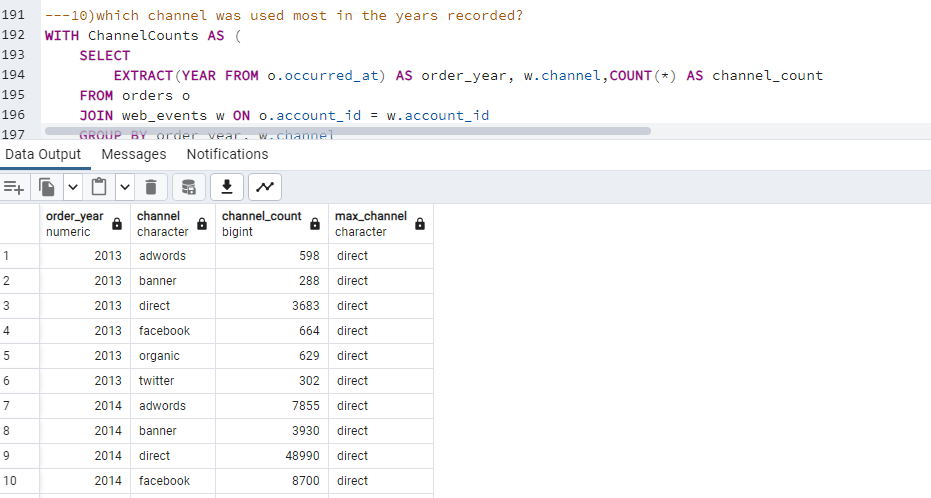 191 ---10)which channel was used most in the years recorded?
192 WITH ChannelCounts AS (
193 SELECT
194 EXTRACT(YEAR FROM o.occurred_at) AS order_year, w.channel,COUNT(*) AS channel_count
195 FROM orders o
196 JOIN web_events w ON o.account_id = w.account_id
197 GROUP BY order_year, w.channel
Data Output Messages Notifications
order_year channel channel_count max_channel
numeric character bigint character
1 2013 adwords 598 direct
2 2013 banner 288 direct
3 2013 direct 3683 direct
4 2013 facebook 664 direct
5 2013 organic 629 direct
6 2013 twitter 302 direct
7 2014 adwords 7855 direct
8 2014 banner 3930 direct
9 2014 direct 48990 direct
10 2014 facebook 8700 direct